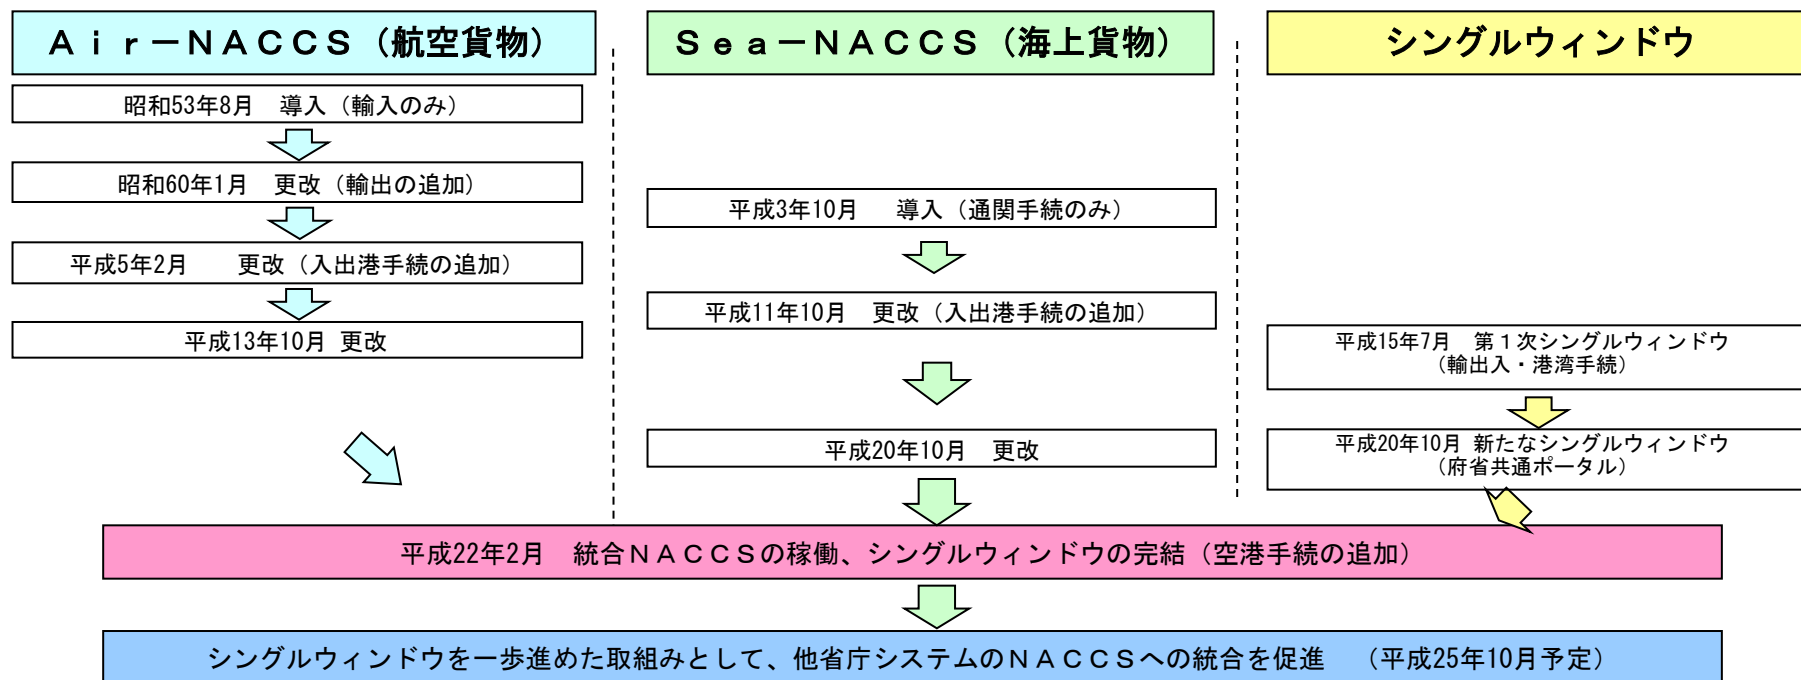 Ａｉｒ－ＮＡＣＣＳ（航空貨物）
昭和53年8月　導入（輸入のみ）
昭和60年1月　更改（輸出の追加）
平成5年2月　　更改（入出港手続の追加）
平成13年10月 更改
Ｓｅａ－ＮＡＣＣＳ（海上貨物）
平成3年10月　 導入（通関手続のみ）
平成11年10月　更改（入出港手続の追加）
平成20年10月　更改
シングルウィンドウ
平成15年7月　第１次シングルウィンドウ
（輸出入・港湾手続）
平成20年10月 新たなシングルウィンドウ
（府省共通ポータル）
平成22年2月　統合ＮＡＣＣＳの稼働、シングルウィンドウの完結（空港手続の追加）
シングルウィンドウを一歩進めた取組みとして、他省庁システムのＮＡＣＣＳへの統合を促進　（平成25年10月予定）